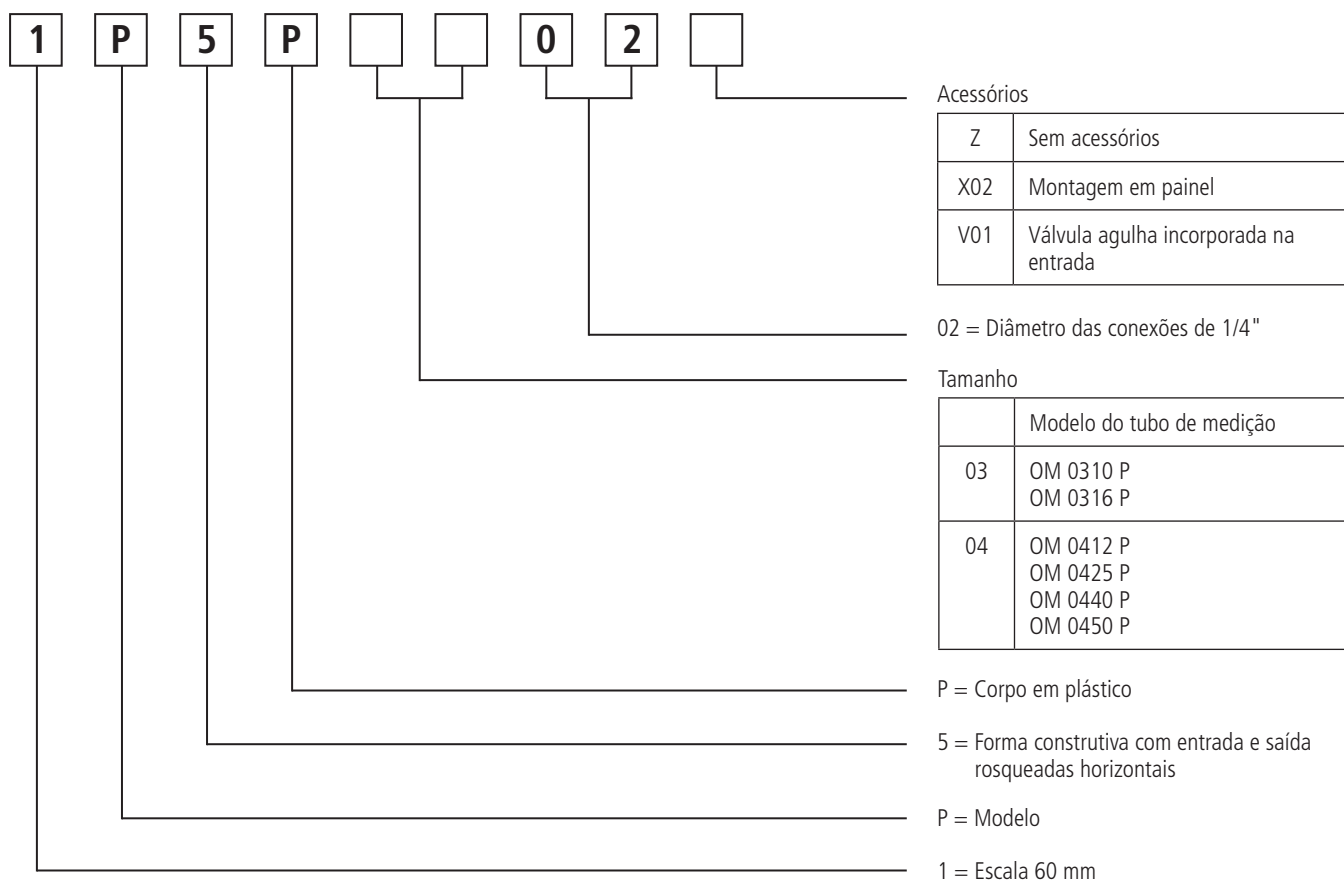 1 P 5 P 0 2
Acessórios
Z Sem acessórios
X02 Montagem em painel
V01 Válvula agulha incorporada na
entrada
02 = Diâmetro das conexões de 1/4"
Tamanho
Modelo do tubo de medição
03 OM 0310 P
OM 0316 P
04 OM 0412 P
OM 0425 P
OM 0440 P
OM 0450 P
P = Corpo em plástico
5 = Forma construtiva com entrada e saída
rosqueadas horizontais
P = Modelo
1 = Escala 60 mm